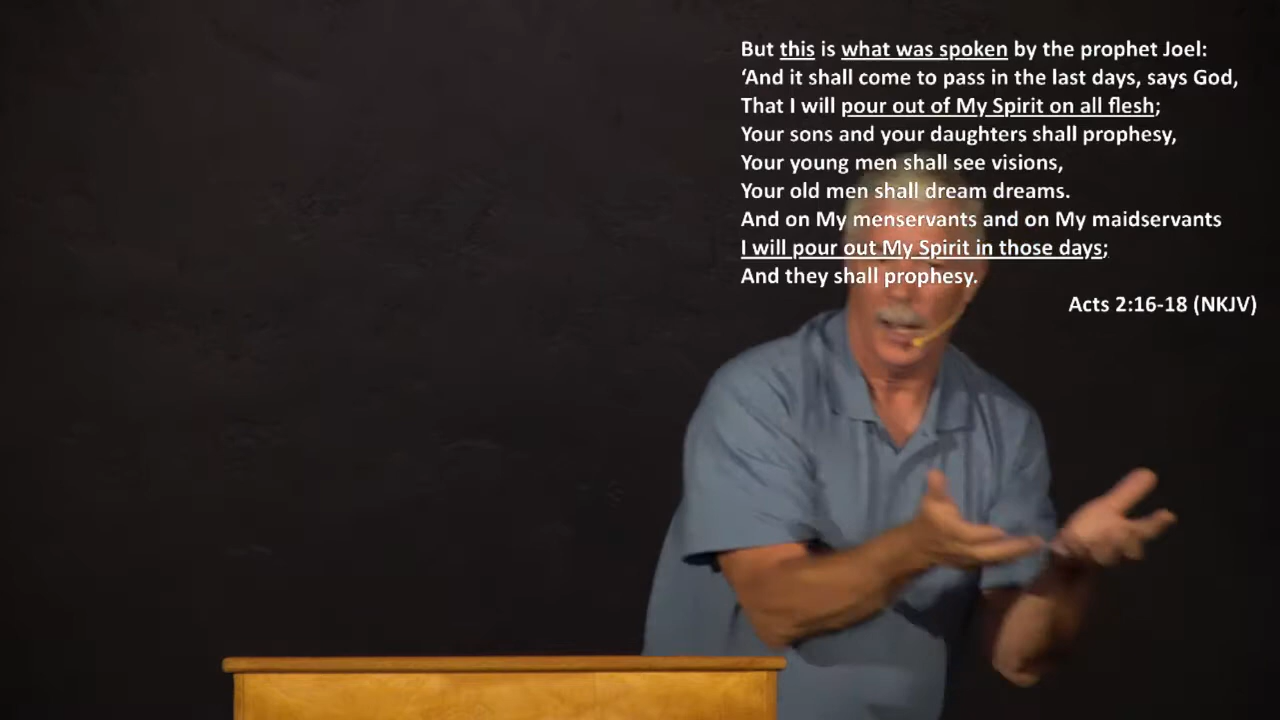 But this is what was spoken by the prophet Joel:
‘And it shall come to pass in the last days, says God,
That I will pour out of My Spirit on all flesh;
Your sons and your daughters shall prophesy,
Your young men shall see visions,
Your old men shall dream dreams.
And on My menservants and on My maidservants
I will pour out My Spirit in those days;
And they shall prophesy.
Acts 2:16-18 (NKJV)